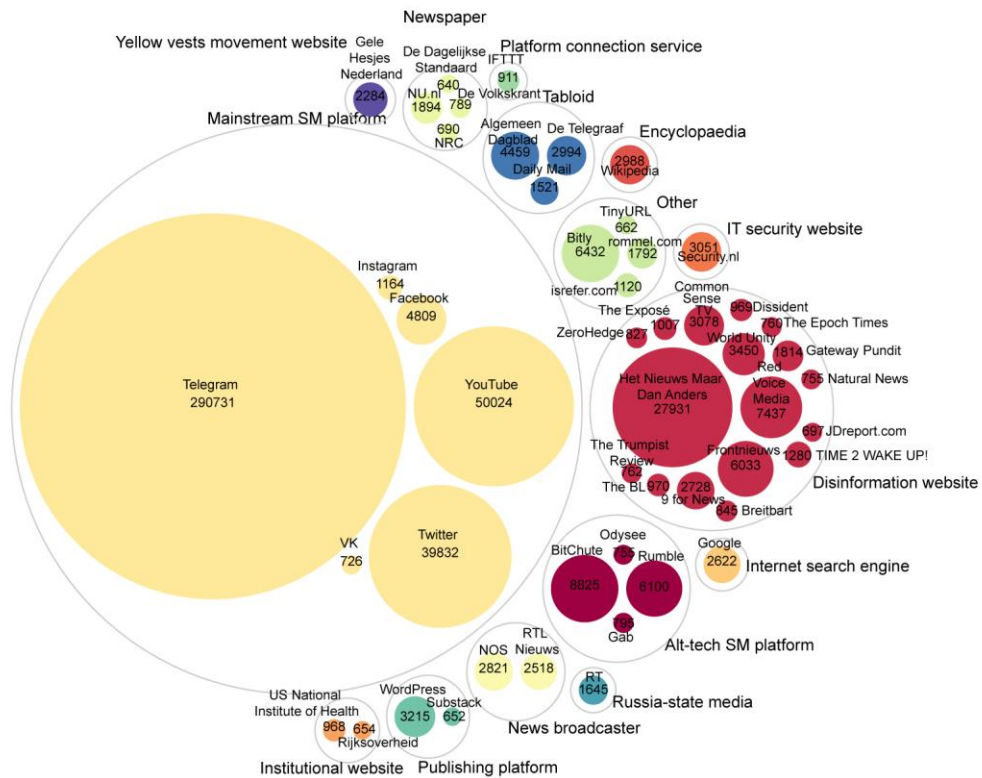 Newspaper
Yellow vests movement website
Gele
Hesjes
Nederland
2284
De Dagelijkse
Standaard
640
NU.nl
1894
De Volkskrant
789
690
NRC
Platform connection service
IFTTT
911
Tabloid
Algemeen
Dagblad
4459
De Telegraaf
2994
Daily Mail
1521
Encyclopaedia
2988
Wikipedia
Mainstream SM platform
Telegram
290731
Instagram
1164
Facebook
4809
YouTube
50024
Twitter
39832
VK
726
Other
TinyURL
662
Bitly
6432
rommel.com
1792
isrefer.com
1120
IT security website
3051
Security.nl
Common
Sense
TV
3078
969
Dissident
The Exposé
1007
ZeroHedge
827
760
The Epoch Times
World Unity
3450
1814
Gateway Pundit
Het Nieuws Maar
Dan Anders
27931
Red
Voice
Media
7437
755
Natural News
697
JDreport.com
Frontnieuws
6033
1280
TIME 2 WAKE UP!
The Trumpist
Review
762
The BL
970
2728
9 for News
845
Breitbart
Disinformation website
Odysee
755
BitChute
8825
Rumble
6100
795
Gab
Alt-tech SM platform
Google
2622
Internet search engine
NOS
2821
RTL
Nieuws
2518
News broadcaster
RT
1645
Russia-state media
US National
Institute of Health
968
654
Rijksoverheid
Institutional website
WordPress
3215
Substack
652
Publishing platform